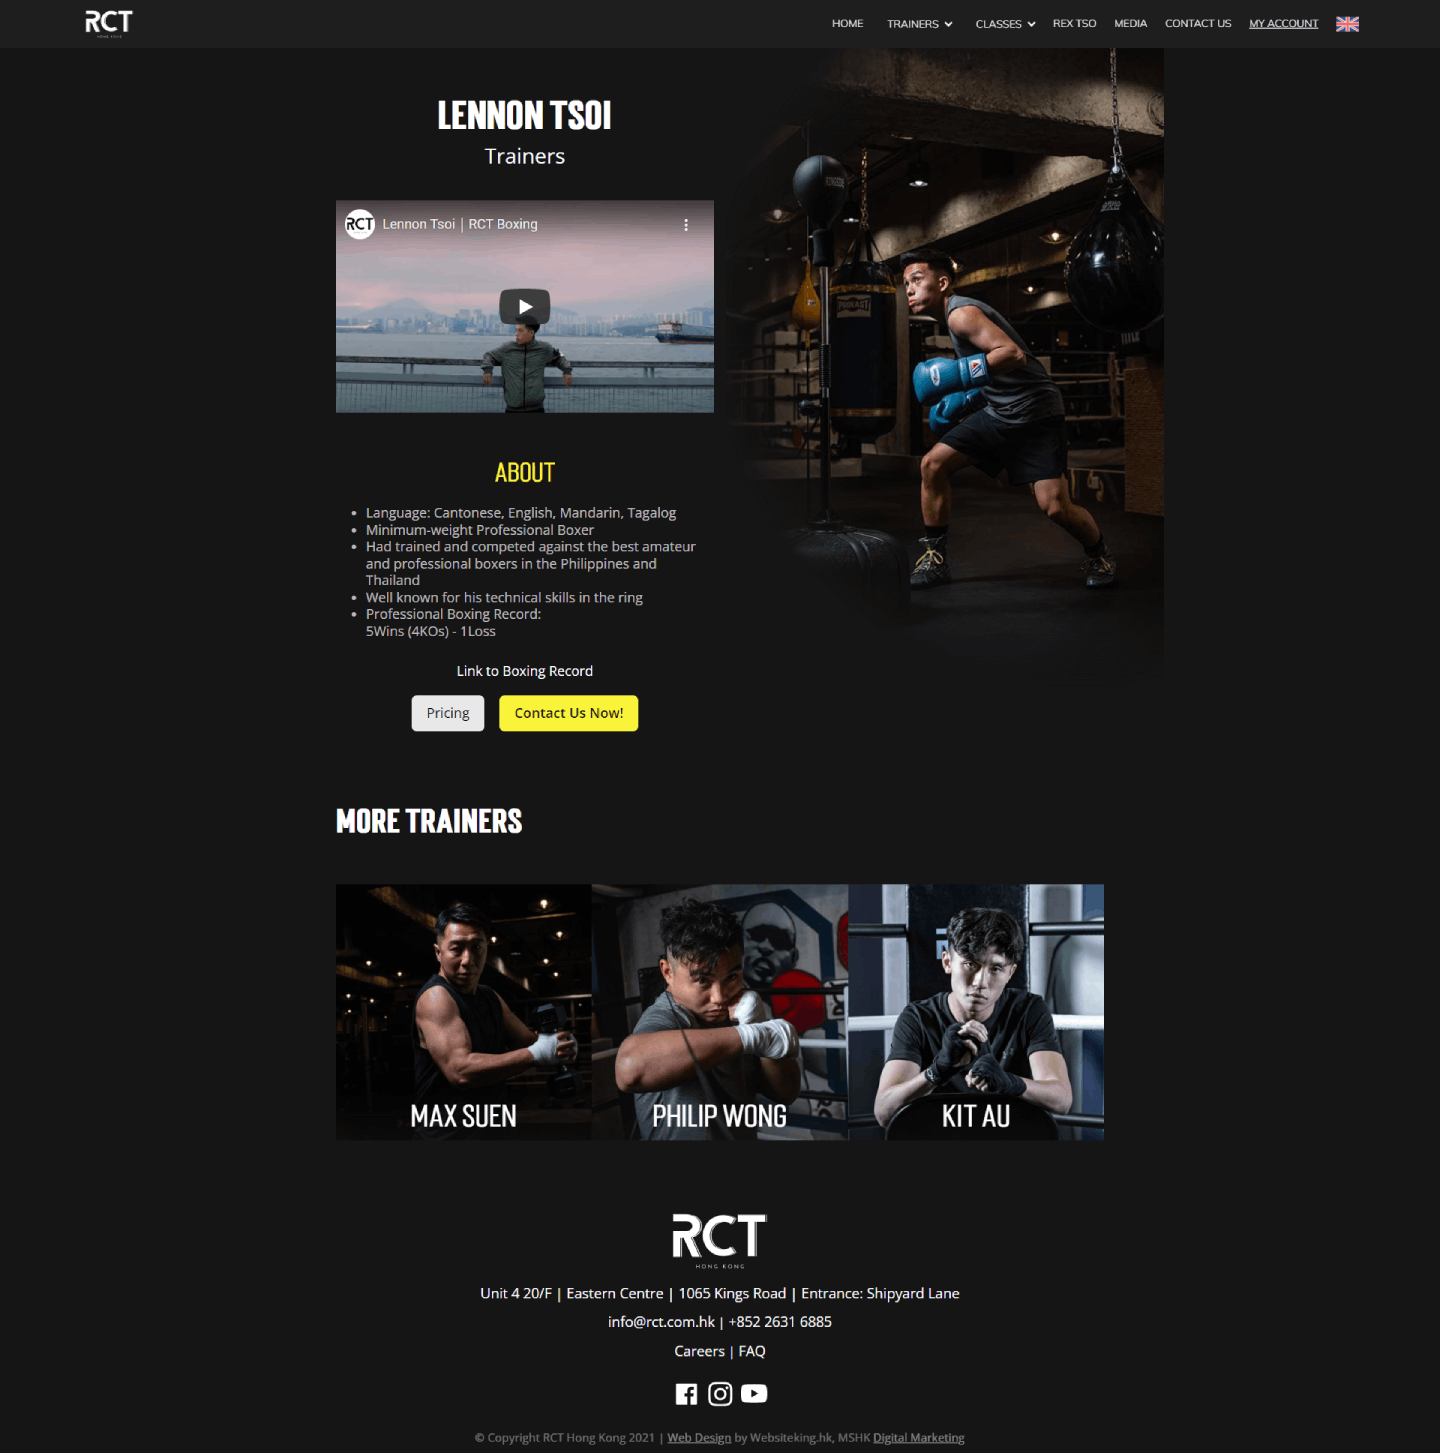 RCT
HONG KONG
HOME
TRAINERS
CLASSES
REX TSO
MEDIA
CONTACT US
MY ACCOUNT
LENNON TSOI
Trainers
RCT
Lennon Tsoi | RCT Boxing
ABOUT
• Language: Cantonese, English, Mandarin, Tagalog
• Minimum-weight Professional Boxer
• Had trained and competed against the best amateur
and professional boxers in the Philippines and
Thailand
• Well known for his technical skills in the ring
• Professional Boxing Record:
5Wins (4KOs) - 1Loss
Link to Boxing Record
Pricing
Contact Us Now!
MORE TRAINERS
MAX SUEN
PHILIP WONG
KIT AU
RCT
HONG KONG
Unit 4 20/F | Eastern Centre | 1065 Kings Road | Entrance: Shipyard Lane
info@rct.com.hk | +852 2631 6885
Careers | FAQ
© Copyright RCT Hong Kong 2021 | Web Design by Websiteking.hk, MSHK Digital Marketing